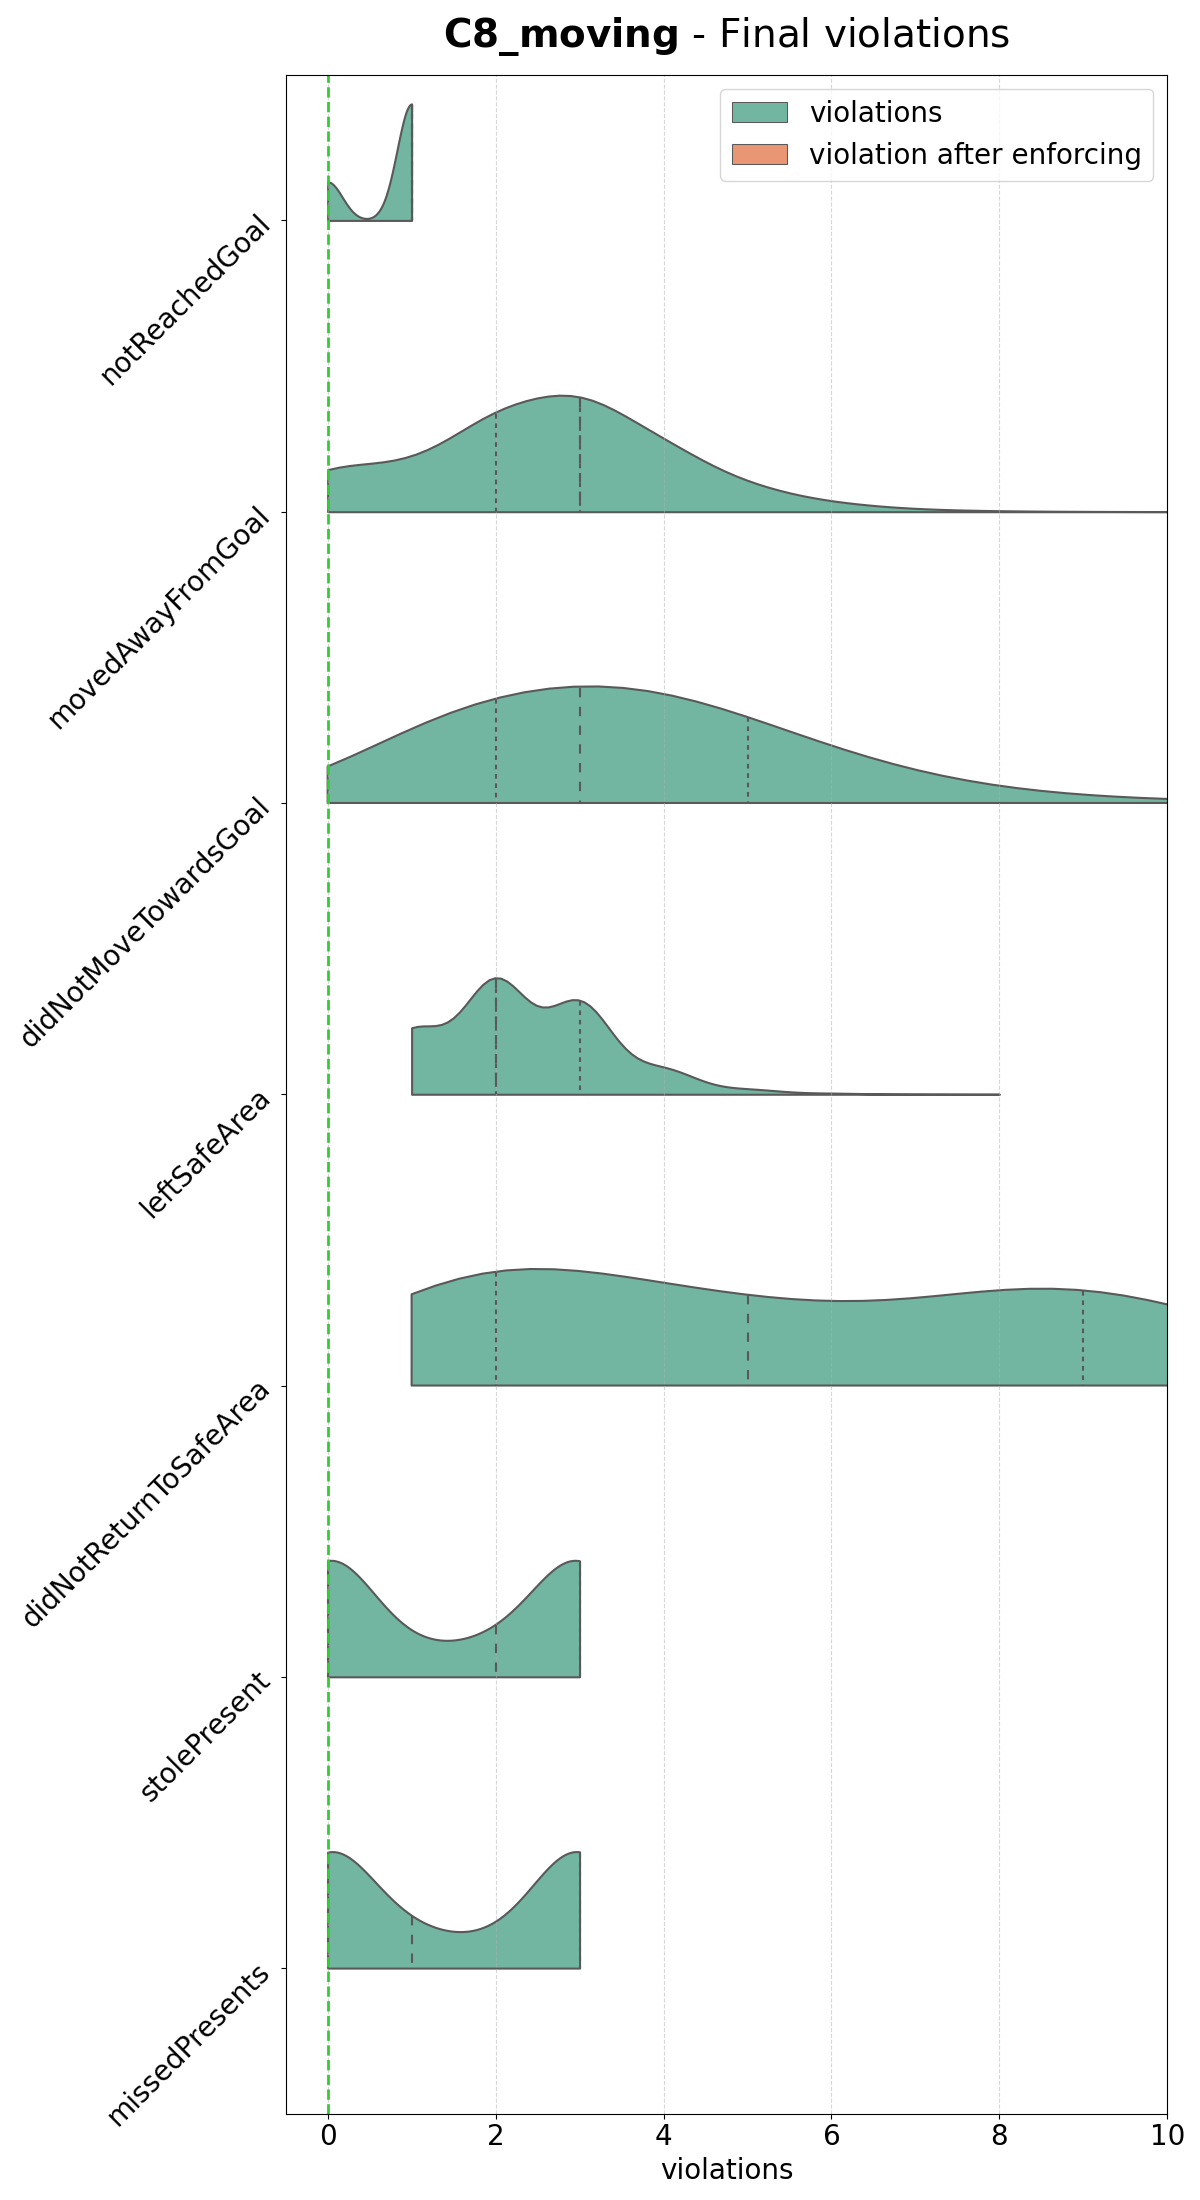 C8_moving - Final violations
violations
violation after enforcing
notReachedGoal
movedAwayFromGoal
didNotMoveTowardsGoal
leftSafeArea
didNotReturnToSafeArea
stolePresent
missedPresents
0 2 4 6 8 10
violations